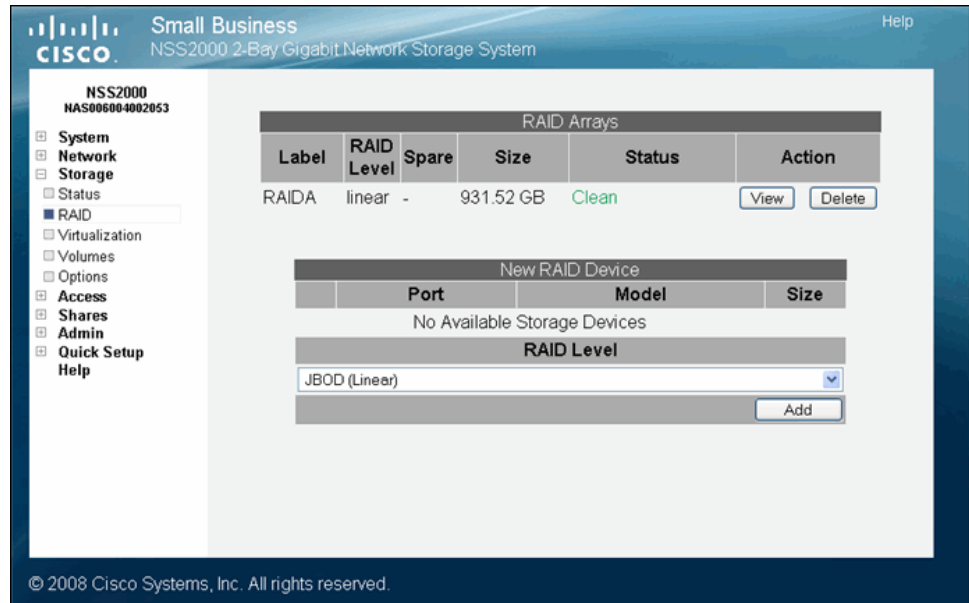 CISCO.
Small Business
NSS2000 2-Bay Gigabit Network Storage System
Help
NSS2000
NAS006004002053
System
Network
Storage
Status
RAID
Virtualization
Volumes
Options
Access
Shares
Admin
Quick Setup
Help
RAID Arrays
Label RAID Level Spare Size Status Action
RAIDA linear - 931.52 GB Clean View Delete
New RAID Device
Port Model Size
No Available Storage Devices
RAID Level
JBOD (Linear)
Add
© 2008 Cisco Systems, Inc. All rights reserved.